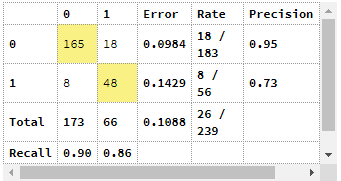 0 1 Error Rate Precision
0 165 18 0.0984 18 / 183 0.95
1 8 48 0.1429 8 / 56 0.73
Total 173 66 0.1088 26 / 239
Recall 0.90 0.86